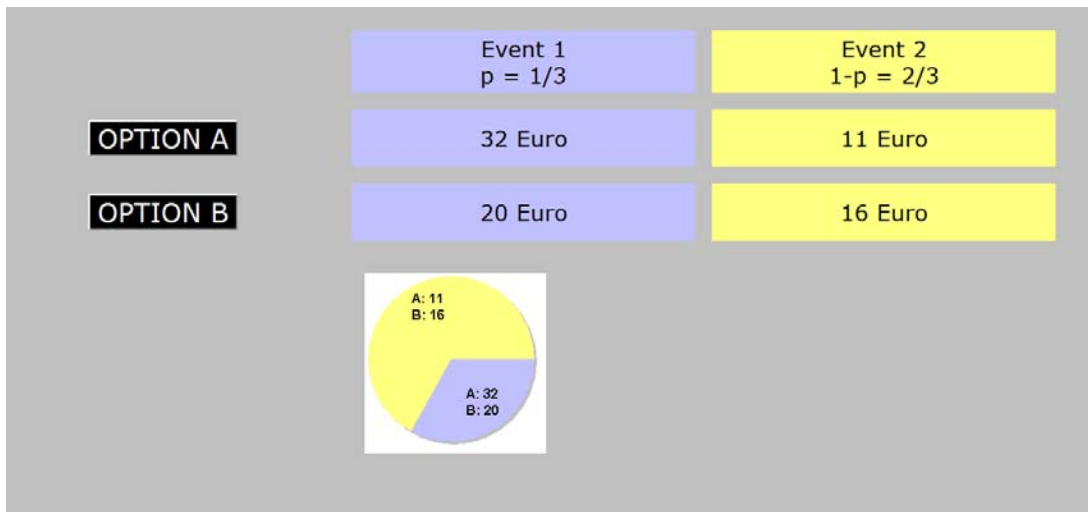 Event 1
p = 1/3
Event 2
1-p = 2/3
OPTION A
32 Euro
11 Euro
OPTION B
20 Euro
16 Euro
A: 11
B: 16
A: 32
B: 20